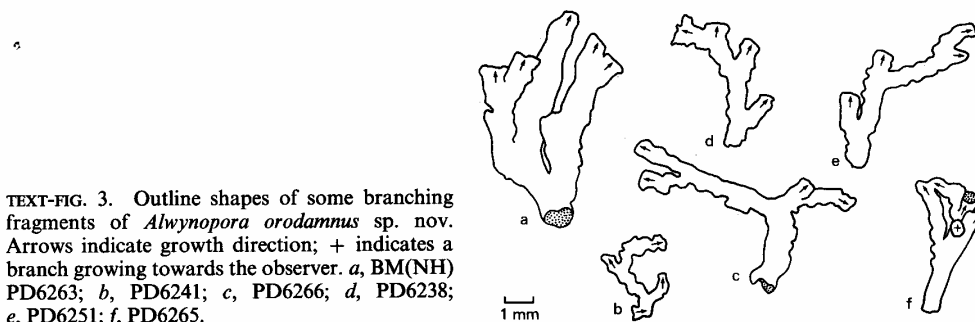 TEXT-FIG. 3. Outline shapes of some branching
fragments of Alwynopora orodamnus sp. nov.
Arrows indicate growth direction; + indicates a
branch growing towards the observer. a, BM(NH)
PD6263; b, PD6241; c, PD6266; d, PD6238;
e, PD6251; f, PD6265.
a
d
e
b
c
f
1 mm
+